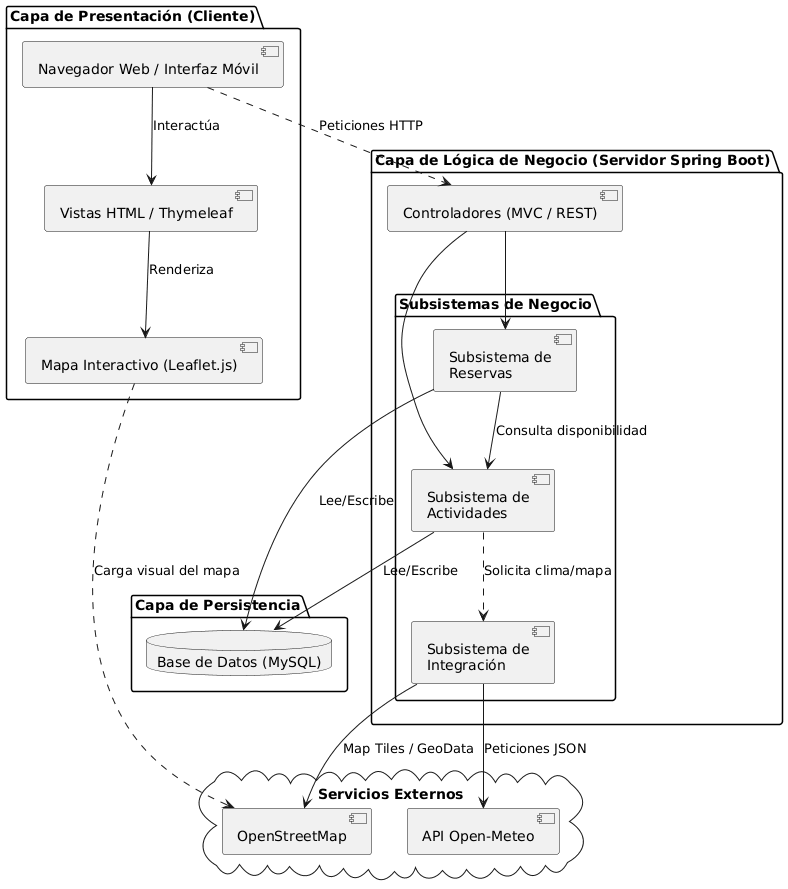 Capa de Presentación (Cliente)
Navegador Web / Interfaz Móvil
Interactúa
Peticiones HTTP
Capa de Lógica de Negocio (Servidor Spring Boot)
Vistas HTML / Thymeleaf
Controladores (MVC / REST)
Renderiza
Subsistemas de Negocio
Mapa Interactivo (Leaflet.js)
Subsistema de
Reservas
Consulta disponibilidad
Lee/Escribe
Subsistema de
Actividades
Carga visual del mapa
Lee/Escribe
Solicita clima/mapa
Capa de Persistencia
Base de Datos (MySQL)
Subsistema de
Integración
Map Tiles / GeoData
Peticiones JSON
Servicios Externos
OpenStreetMap
API Open-Meteo